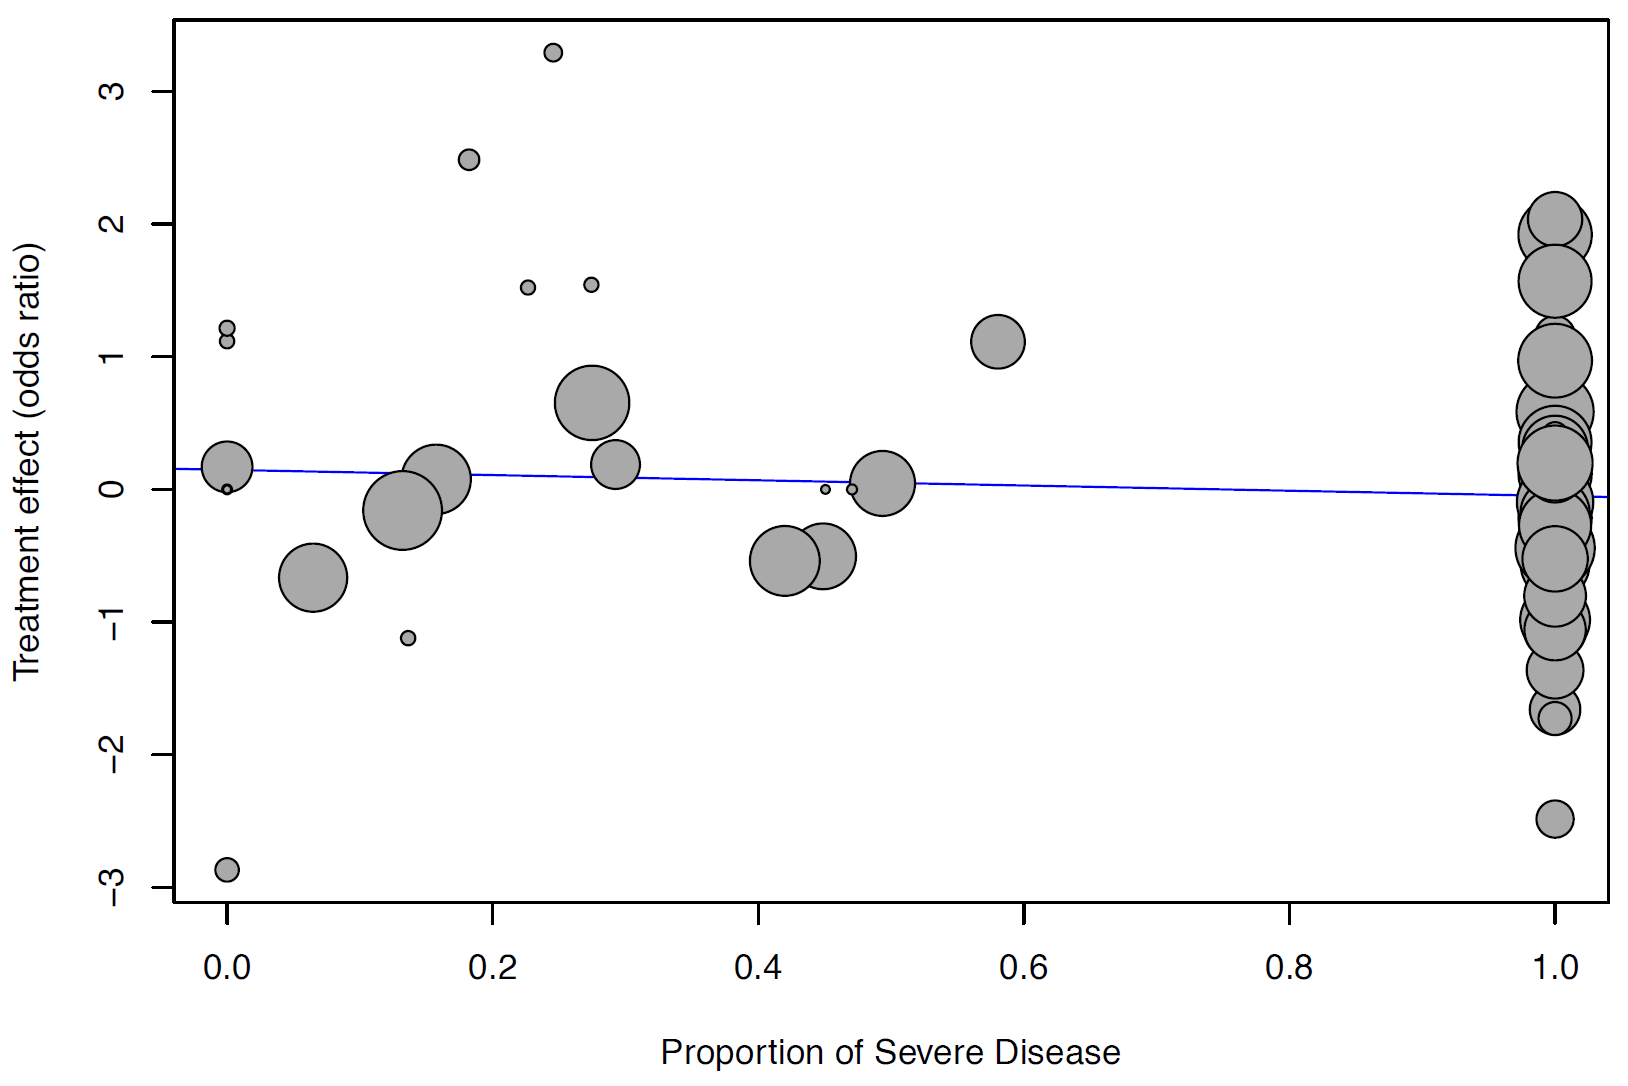 Treatment effect (odds ratio)
3
2
1
0
−1
−2
−3
0.0 0.2 0.4 0.6 0.8 1.0
Proportion of Severe Disease